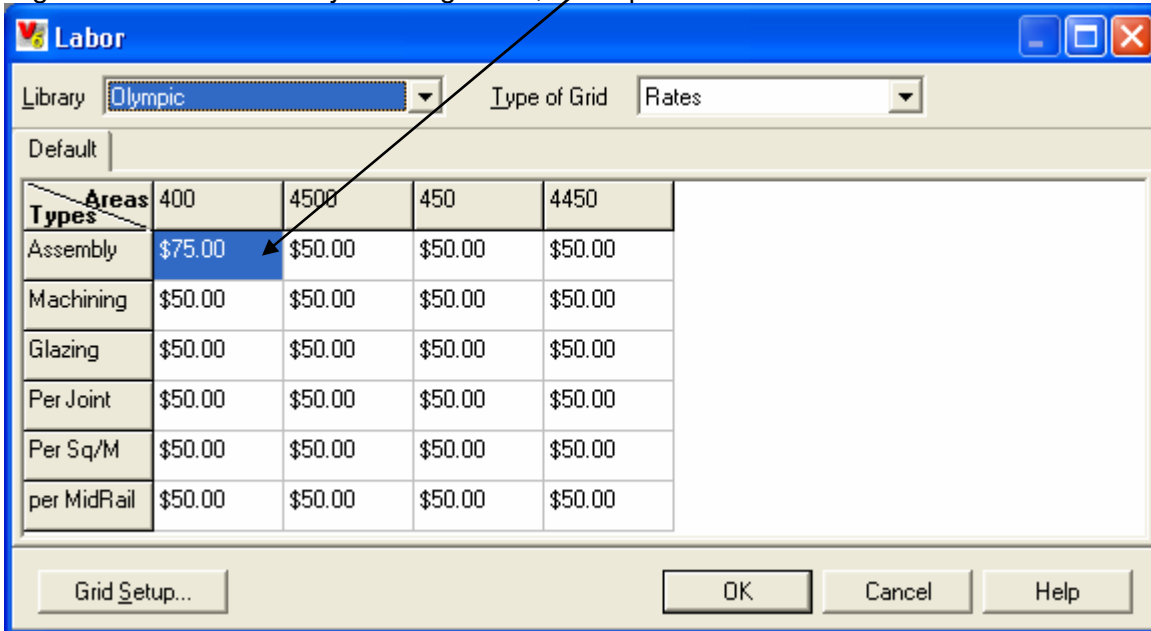 Labor
Library Olympic Type of Grid Rates
Default
Areas 400 4500 450 4450
Types
Assembly $75.00 $50.00 $50.00 $50.00
Machining $50.00 $50.00 $50.00 $50.00
Glazing $50.00 $50.00 $50.00 $50.00
Per Joint $50.00 $50.00 $50.00 $50.00
Per Sq/M $50.00 $50.00 $50.00 $50.00
per MidRail $50.00 $50.00 $50.00 $50.00
Grid Setup... OK Cancel Help